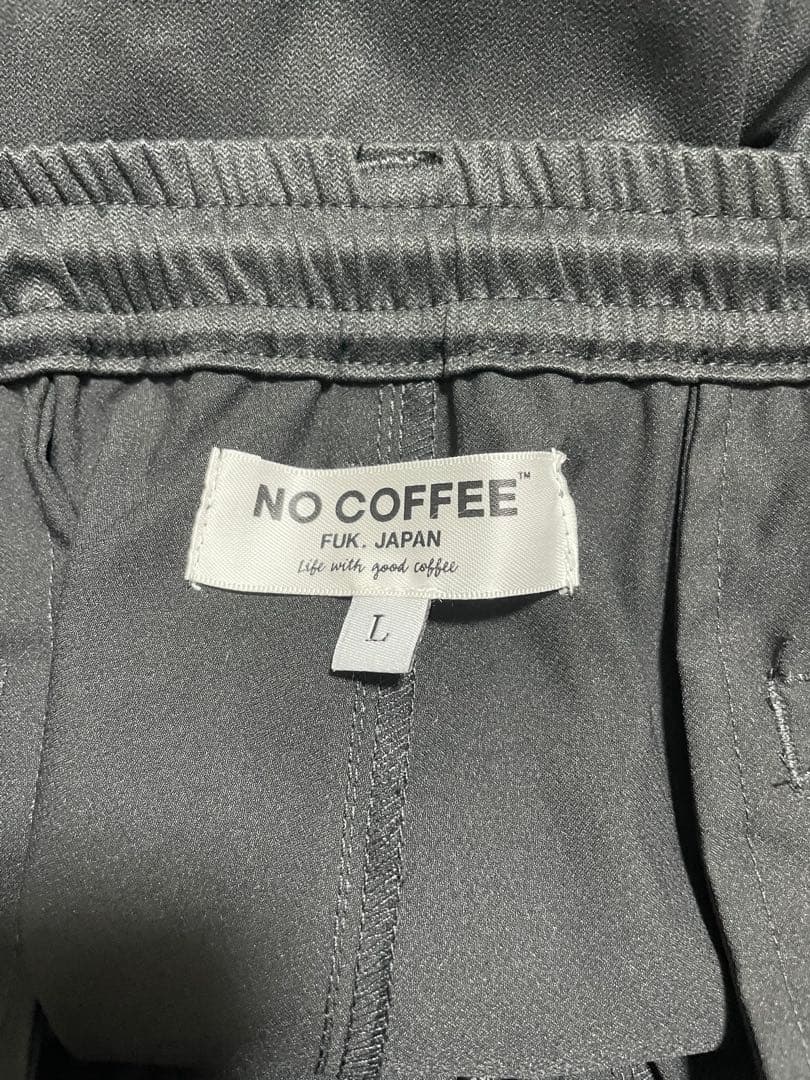 NO COFFEE™
FUK. JAPAN
Life with good coffee
L